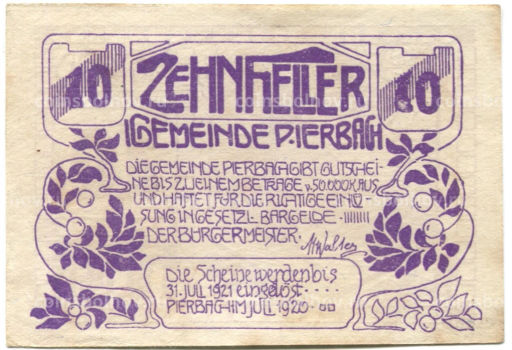 10 ZEHN HELLER 10
GEMEINDE PIERBACH
DIE GEMEINDE PIERBACH GIBT GUTSCHEI-
NE BIS ZU EINEM BETRAGE v. 50.000 K AUS
UND HAFTET FÜR DIE RICHTIGE EINLÖ-
SUNG IN GESETZL. BARGELDE
DER BÜRGERMEISTER.
Die Scheine werden bis
31. JULI 1921 eingelöst
PIERBACH IM JULI 1920